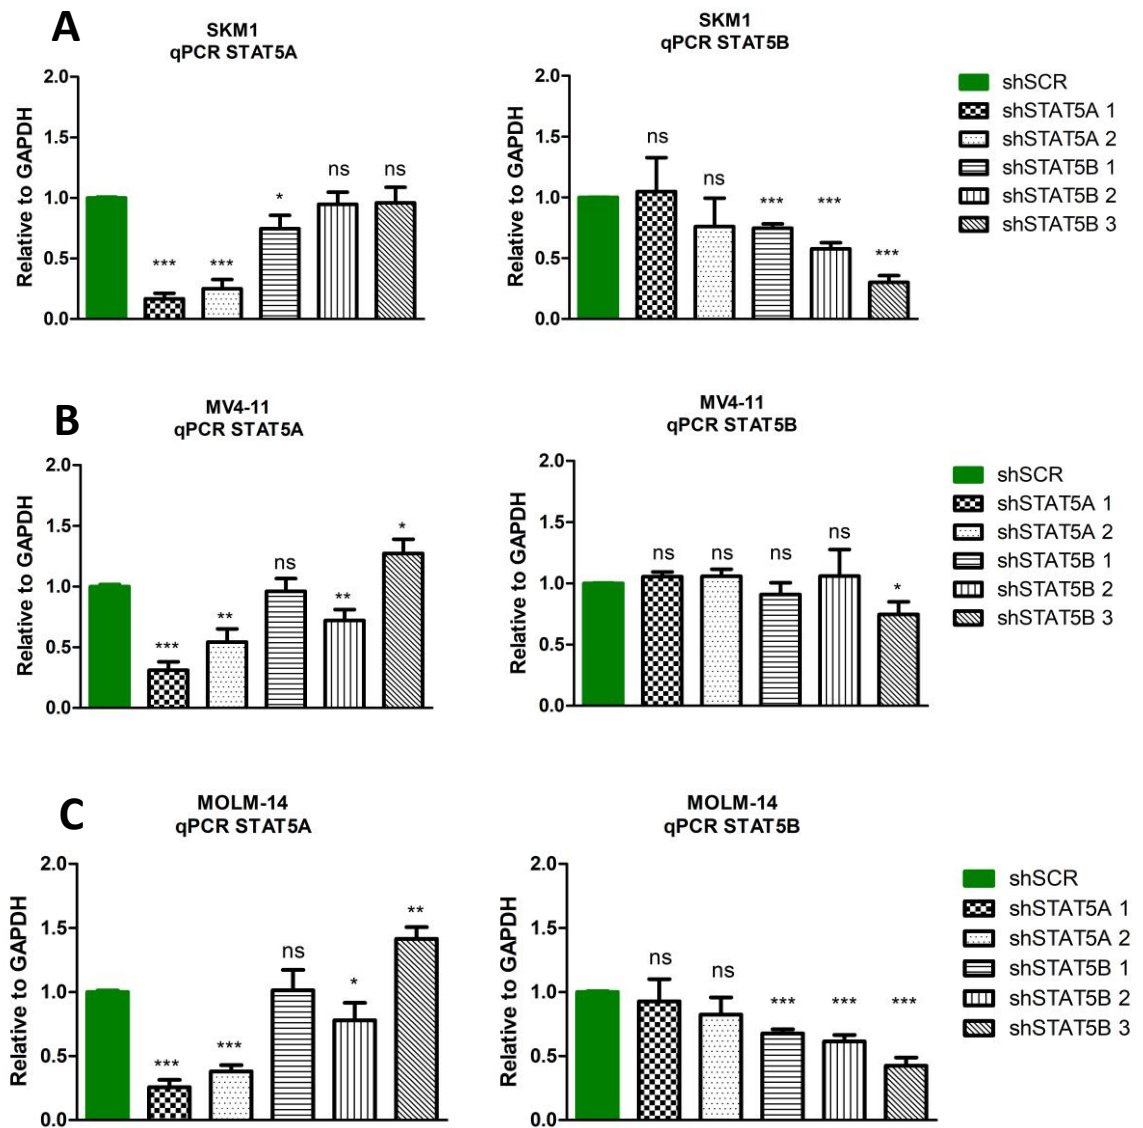 A
SKM1
qPCR STAT5A
Relative to GAPDH
2.0
1.5
1.0
0.5
0.0
***
***
*
ns
ns
SKM1
qPCR STAT5B
Relative to GAPDH
2.0
1.5
1.0
0.5
0.0
ns
ns
***
***
***
shSCR
shSTAT5A 1
shSTAT5A 2
shSTAT5B 1
shSTAT5B 2
shSTAT5B 3
B
MV4-11
qPCR STAT5A
Relative to GAPDH
2.0
1.5
1.0
0.5
0.0
***
**
ns
**
*
MV4-11
qPCR STAT5B
Relative to GAPDH
2.0
1.5
1.0
0.5
0.0
ns
ns
ns
ns
*
shSCR
shSTAT5A 1
shSTAT5A 2
shSTAT5B 1
shSTAT5B 2
shSTAT5B 3
C
MOLM-14
qPCR STAT5A
Relative to GAPDH
2.0
1.5
1.0
0.5
0.0
***
***
ns
*
**
MOLM-14
qPCR STAT5B
Relative to GAPDH
2.0
1.5
1.0
0.5
0.0
ns
ns
***
***
***
shSCR
shSTAT5A 1
shSTAT5A 2
shSTAT5B 1
shSTAT5B 2
shSTAT5B 3